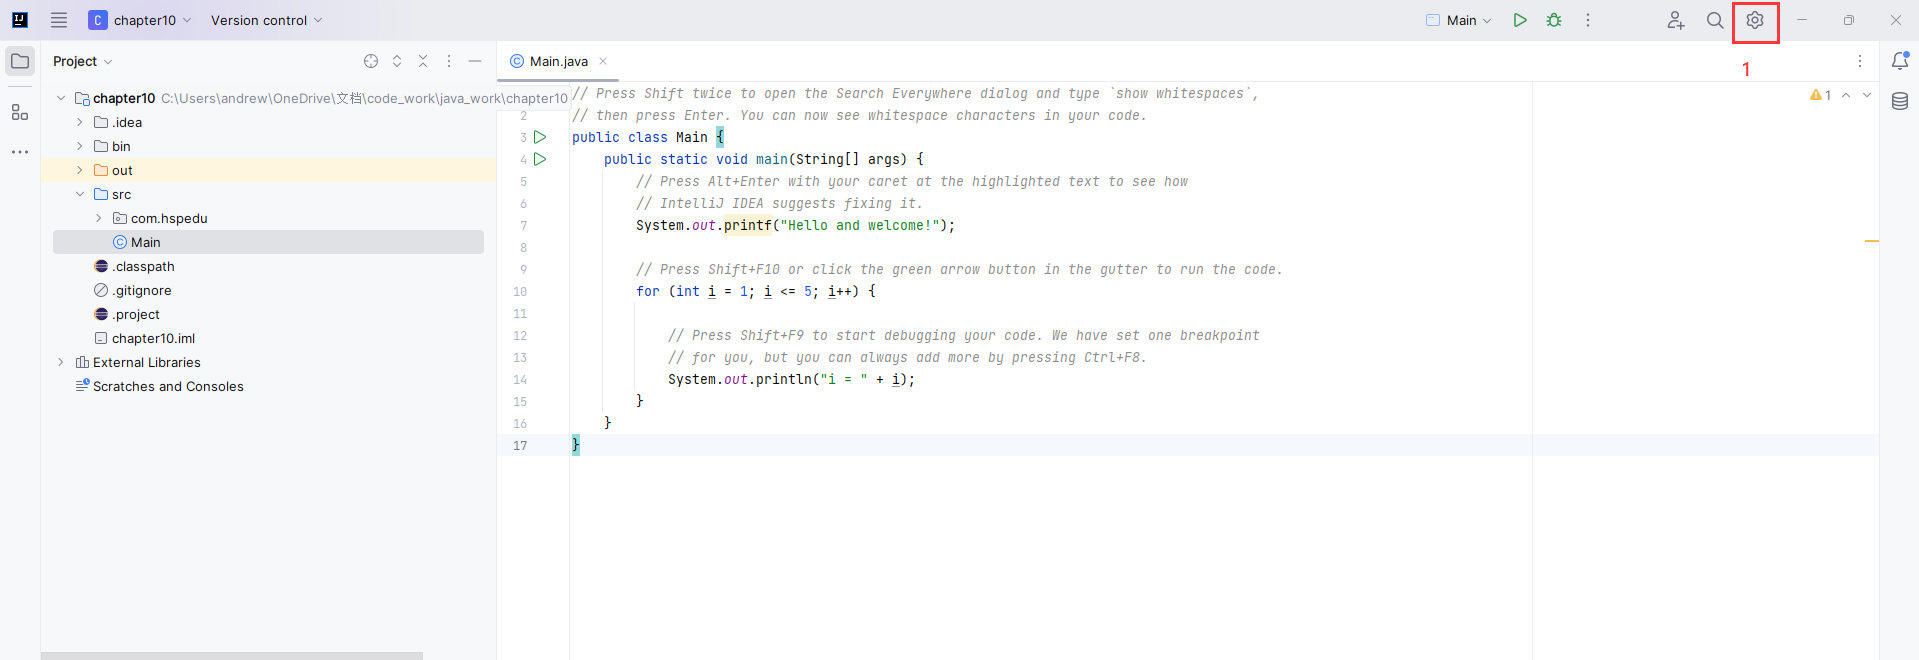 C chapter10 Version control Main
Project
Main.java
1
chapter10 C:\Users\andrew\OneDrive\文档\code_work\java_work\chapter10
.idea
bin
out
src
com.hspedu
Main
.classpath
.gitignore
.project
chapter10.iml
External Libraries
Scratches and Consoles
// Press Shift twice to open the Search Everywhere dialog and type `show whitespaces`,
1
2 // then press Enter. You can now see whitespace characters in your code.
3 public class Main {
4 public static void main(String[] args) {
5 // Press Alt+Enter with your caret at the highlighted text to see how
6 // IntelliJ IDEA suggests fixing it.
7 System.out.printf("Hello and welcome!");
8
9 // Press Shift+F10 or click the green arrow button in the gutter to run the code.
10 for (int i = 1; i <= 5; i++) {
11
12 // Press Shift+F9 to start debugging your code. We have set one breakpoint
13 // for you, but you can always add more by pressing Ctrl+F8.
14 System.out.println("i = " + i);
15 }
16 }
17 }